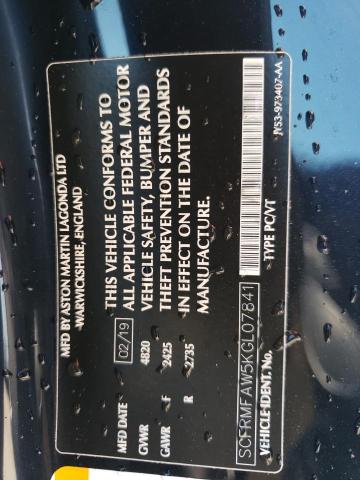 MFD BY ASTON MARTIN LAGONDA LTD
WARWICKSHIRE, ENGLAND
THIS VEHICLE CONFORMS TO
ALL APPLICABLE FEDERAL MOTOR
VEHICLE SAFETY, BUMPER AND
THEFT PREVENTION STANDARDS
IN EFFECT ON THE DATE OF
MANUFACTURE.
MFD DATE 02/19
GVWR 4820
GAWR F 2425
R 2735
SCFRMFAW5KGL07841
VEHICLE IDENT. No. TYPE PC/VT
JY53-973407-AA